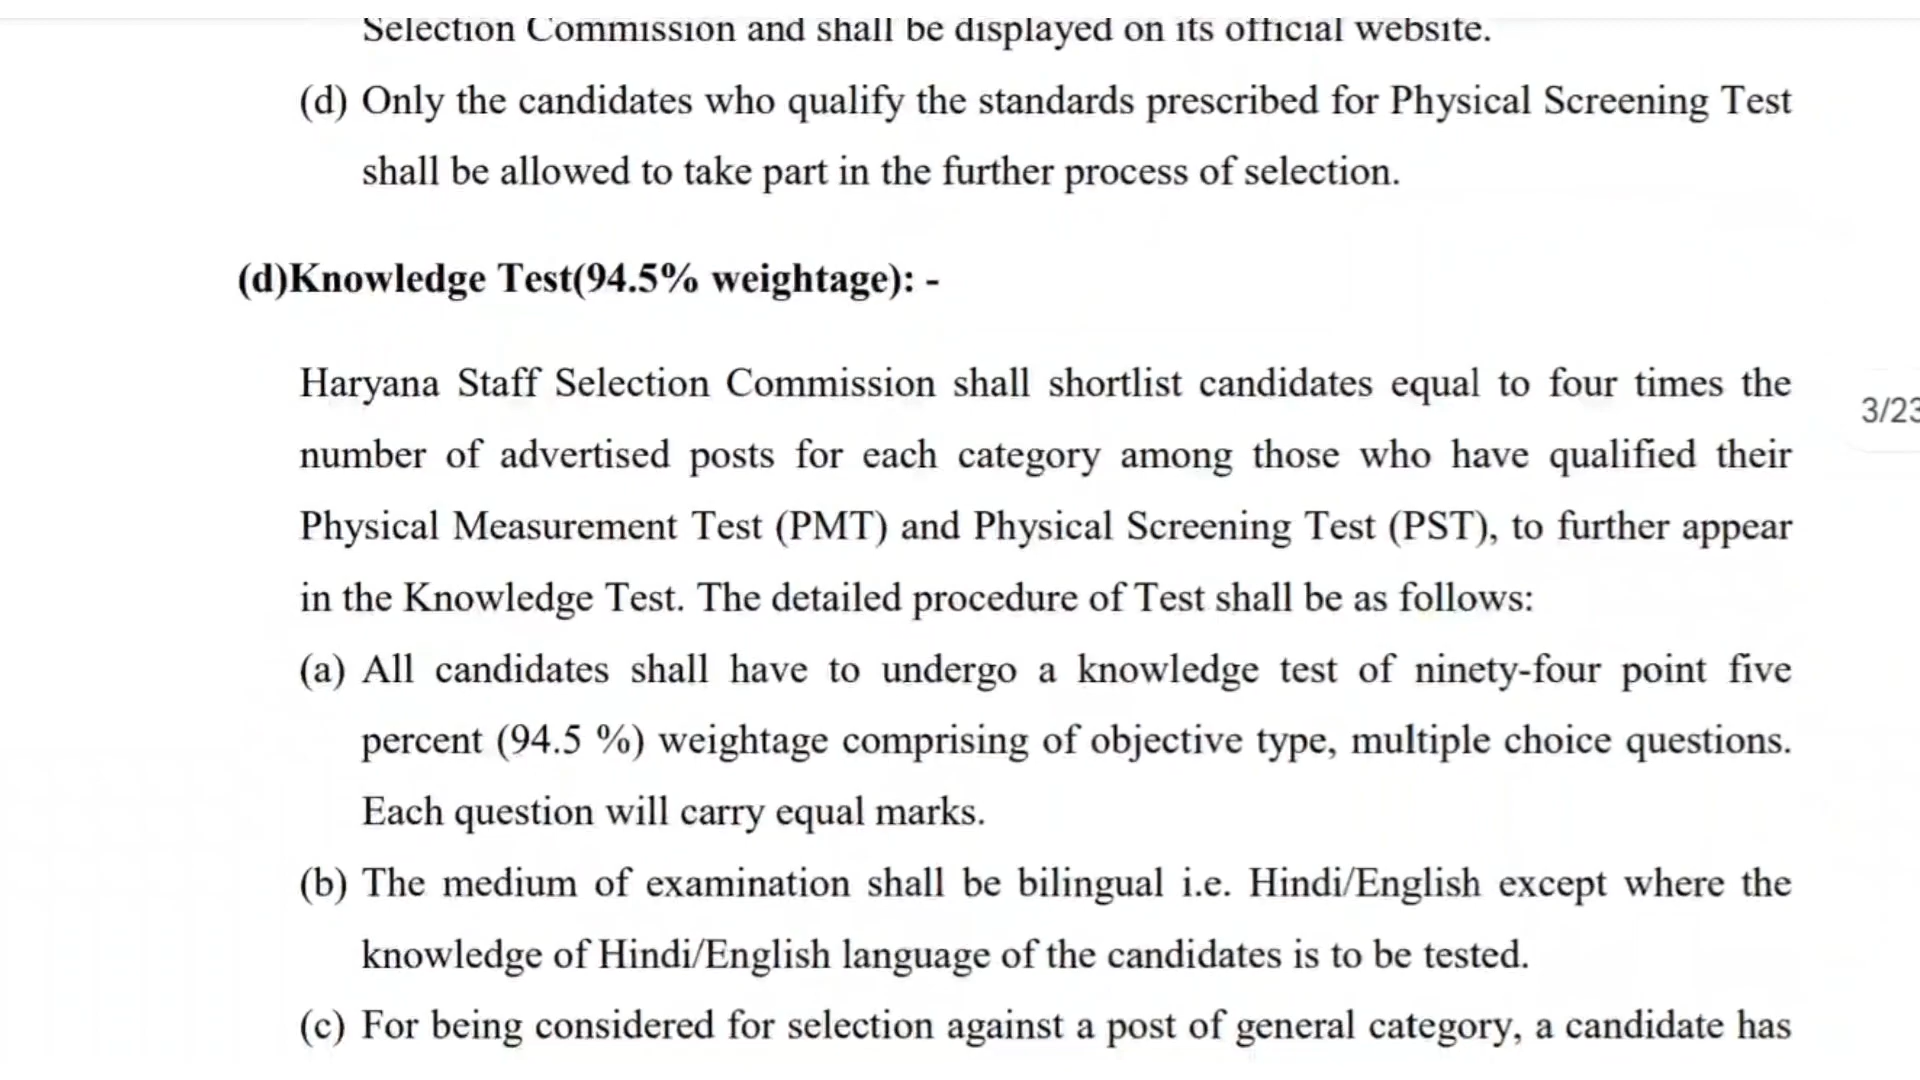 Selection Commission and shall be displayed on its official website.
(d) Only the candidates who qualify the standards prescribed for Physical Screening Test
shall be allowed to take part in the further process of selection.
(d)Knowledge Test(94.5% weightage): -
Haryana Staff Selection Commission shall shortlist candidates equal to four times the
number of advertised posts for each category among those who have qualified their
3/23
Physical Measurement Test (PMT) and Physical Screening Test (PST), to further appear
in the Knowledge Test. The detailed procedure of Test shall be as follows:
(a) All candidates shall have to undergo a knowledge test of ninety-four point five
percent (94.5 %) weightage comprising of objective type, multiple choice questions.
Each question will carry equal marks.
(b) The medium of examination shall be bilingual i.e. Hindi/English except where the
knowledge of Hindi/English language of the candidates is to be tested.
(c) For being considered for selection against a post of general category, a candidate has